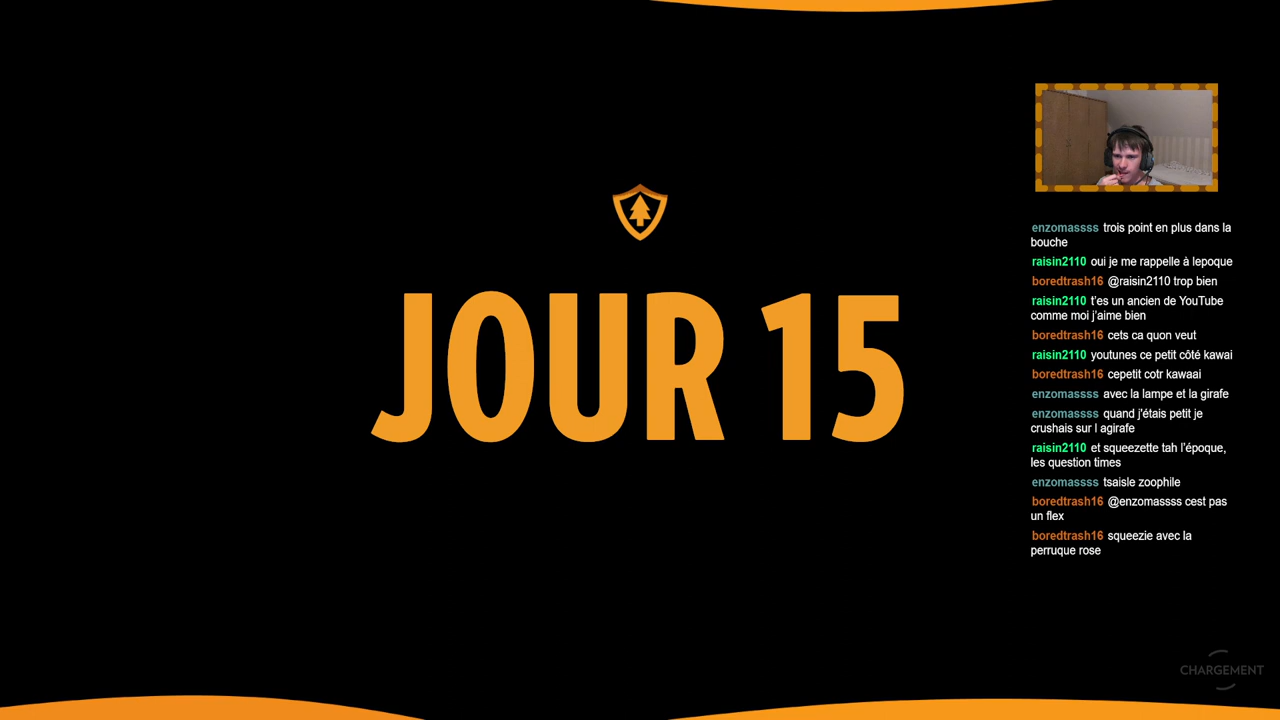 JOUR 15
enzomassss trois point en plus dans la
bouche
raisin2110 oui je me rappelle à lepoque
boredtrash16 @raisin2110 trop bien
raisin2110 t'es un ancien de YouTube
comme moi j'aime bien
boredtrash16 cets ca quon veut
raisin2110 youtunes ce petit côté kawai
boredtrash16 cepetit cotr kawaai
enzomassss avec la lampe et la girafe
enzomassss quand j'étais petit je
crushais sur l agirafe
raisin2110 et squeezette tah l'époque,
les question times
enzomassss tsaisle zoophile
boredtrash16 @enzomassss cest pas
un flex
boredtrash16 squeezie avec la
perruque rose
CHARGEMENT